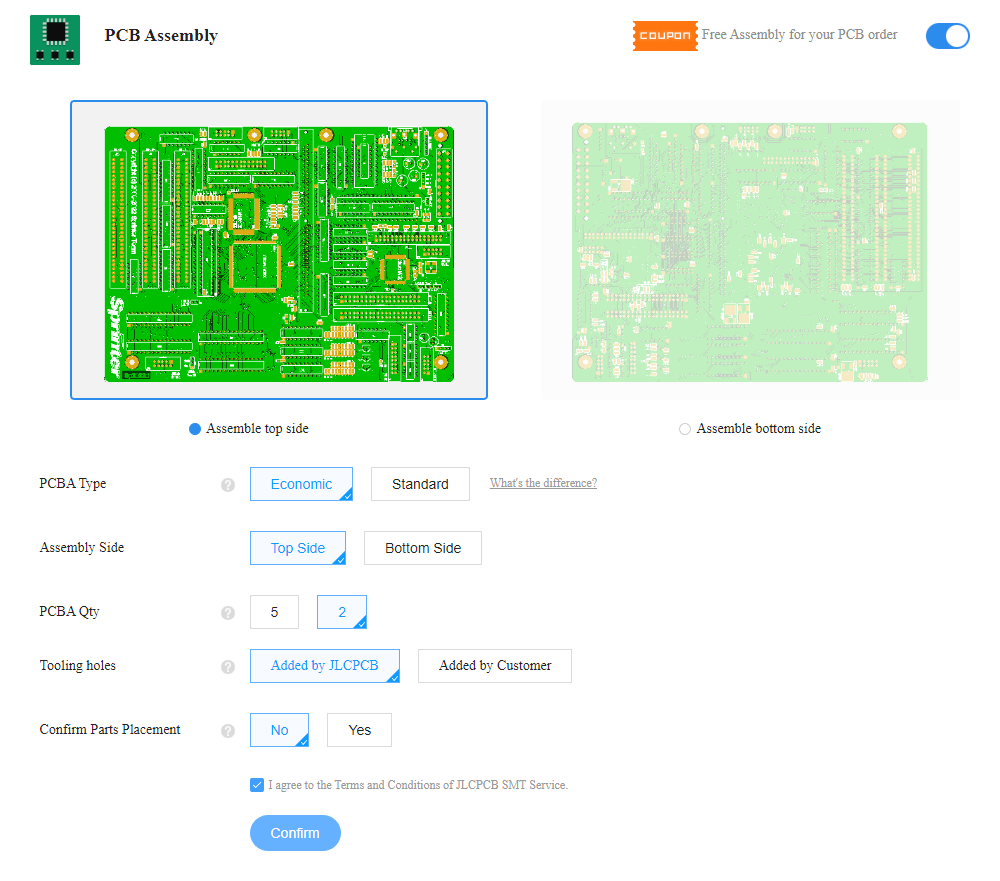 PCB Assembly
COUPON Free Assembly for your PCB order
Sprinter
Assemble top side
Assemble bottom side
PCBA Type ? Economic Standard What's the difference?
Assembly Side Top Side Bottom Side
PCBA Qty ? 5 2
Tooling holes ? Added by JLCPCB Added by Customer
Confirm Parts Placement ? No Yes
I agree to the Terms and Conditions of JLCPCB SMT Service.
Confirm